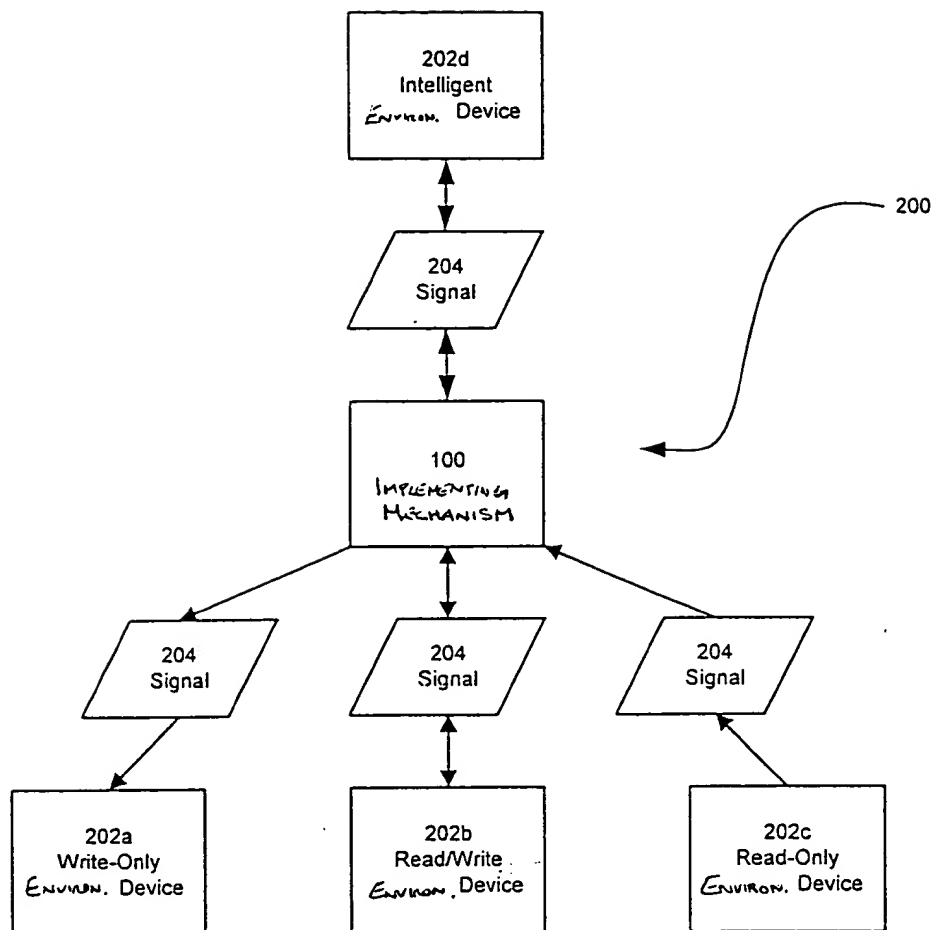 202d
Intelligent
ENVIRON. Device
200
204
Signal
100
IMPLEMENTING
MECHANISM
204
Signal
204
Signal
204
Signal
202a
Write-Only
ENVIRON. Device
202b
Read/Write
ENVIRON. Device
202c
Read-Only
ENVIRON. Device